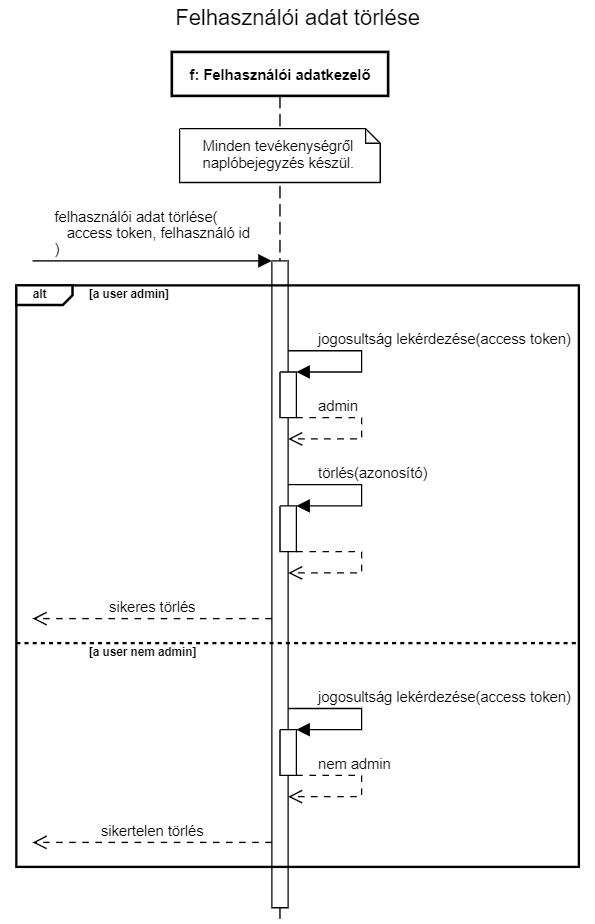 Felhasználói adat törlése
f: Felhasználói adatkezelő
Minden tevékenységről
naplóbejegyzés készül.
felhasználói adat törlése(
access token, felhasználó id
)
alt
[a user admin]
jogosultság lekérdezése(access token)
admin
törlés(azonosító)
sikeres törlés
[a user nem admin]
jogosultság lekérdezése(access token)
nem admin
sikertelen törlés